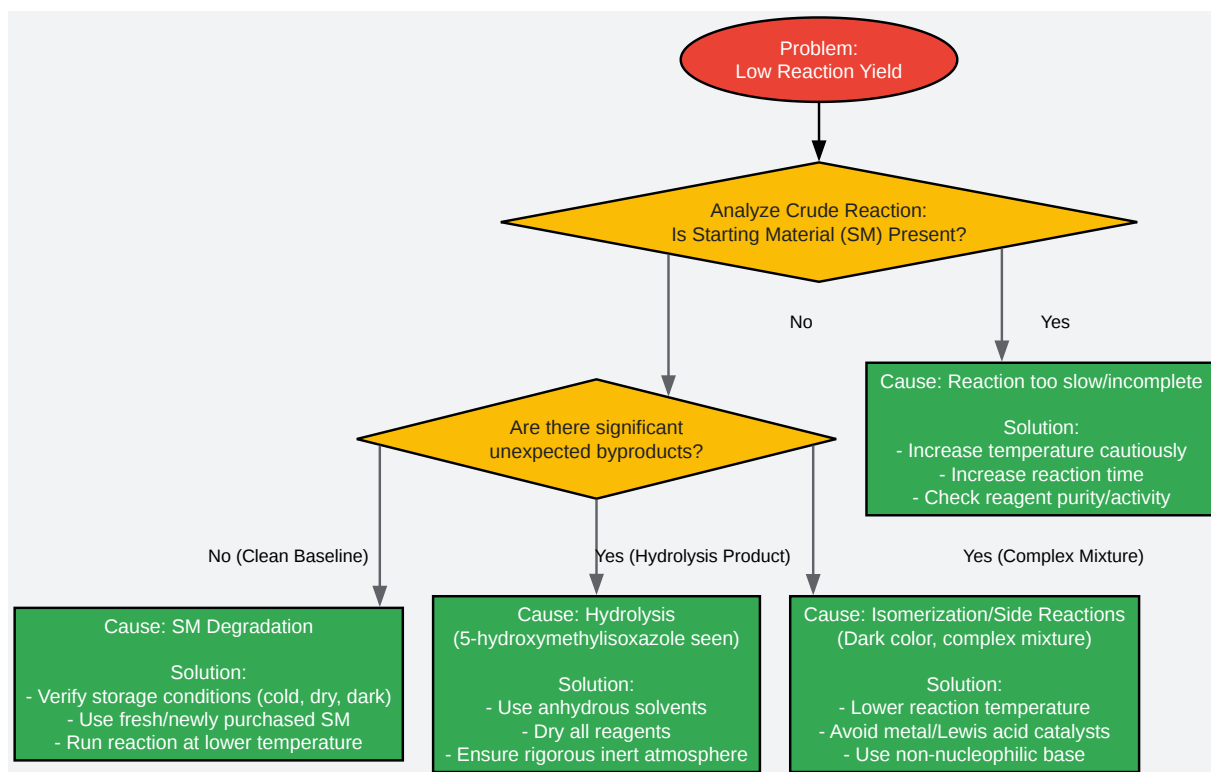 Problem:
Low Reaction Yield
Analyze Crude Reaction:
Is Starting Material (SM) Present?
No
Yes
Cause: Reaction too slow/incomplete
Solution:
- Increase temperature cautiously
- Increase reaction time
- Check reagent purity/activity
Are there significant
unexpected byproducts?
No (Clean Baseline)
Yes (Hydrolysis Product)
Yes (Complex Mixture)
Cause: SM Degradation
Solution:
- Verify storage conditions (cold, dry, dark)
- Use fresh/newly purchased SM
- Run reaction at lower temperature
Cause: Hydrolysis
(5-hydroxymethylisoxazole seen)
Solution:
- Use anhydrous solvents
- Dry all reagents
- Ensure rigorous inert atmosphere
Cause: Isomerization/Side Reactions
(Dark color, complex mixture)
Solution:
- Lower reaction temperature
- Avoid metal/Lewis acid catalysts
- Use non-nucleophilic base